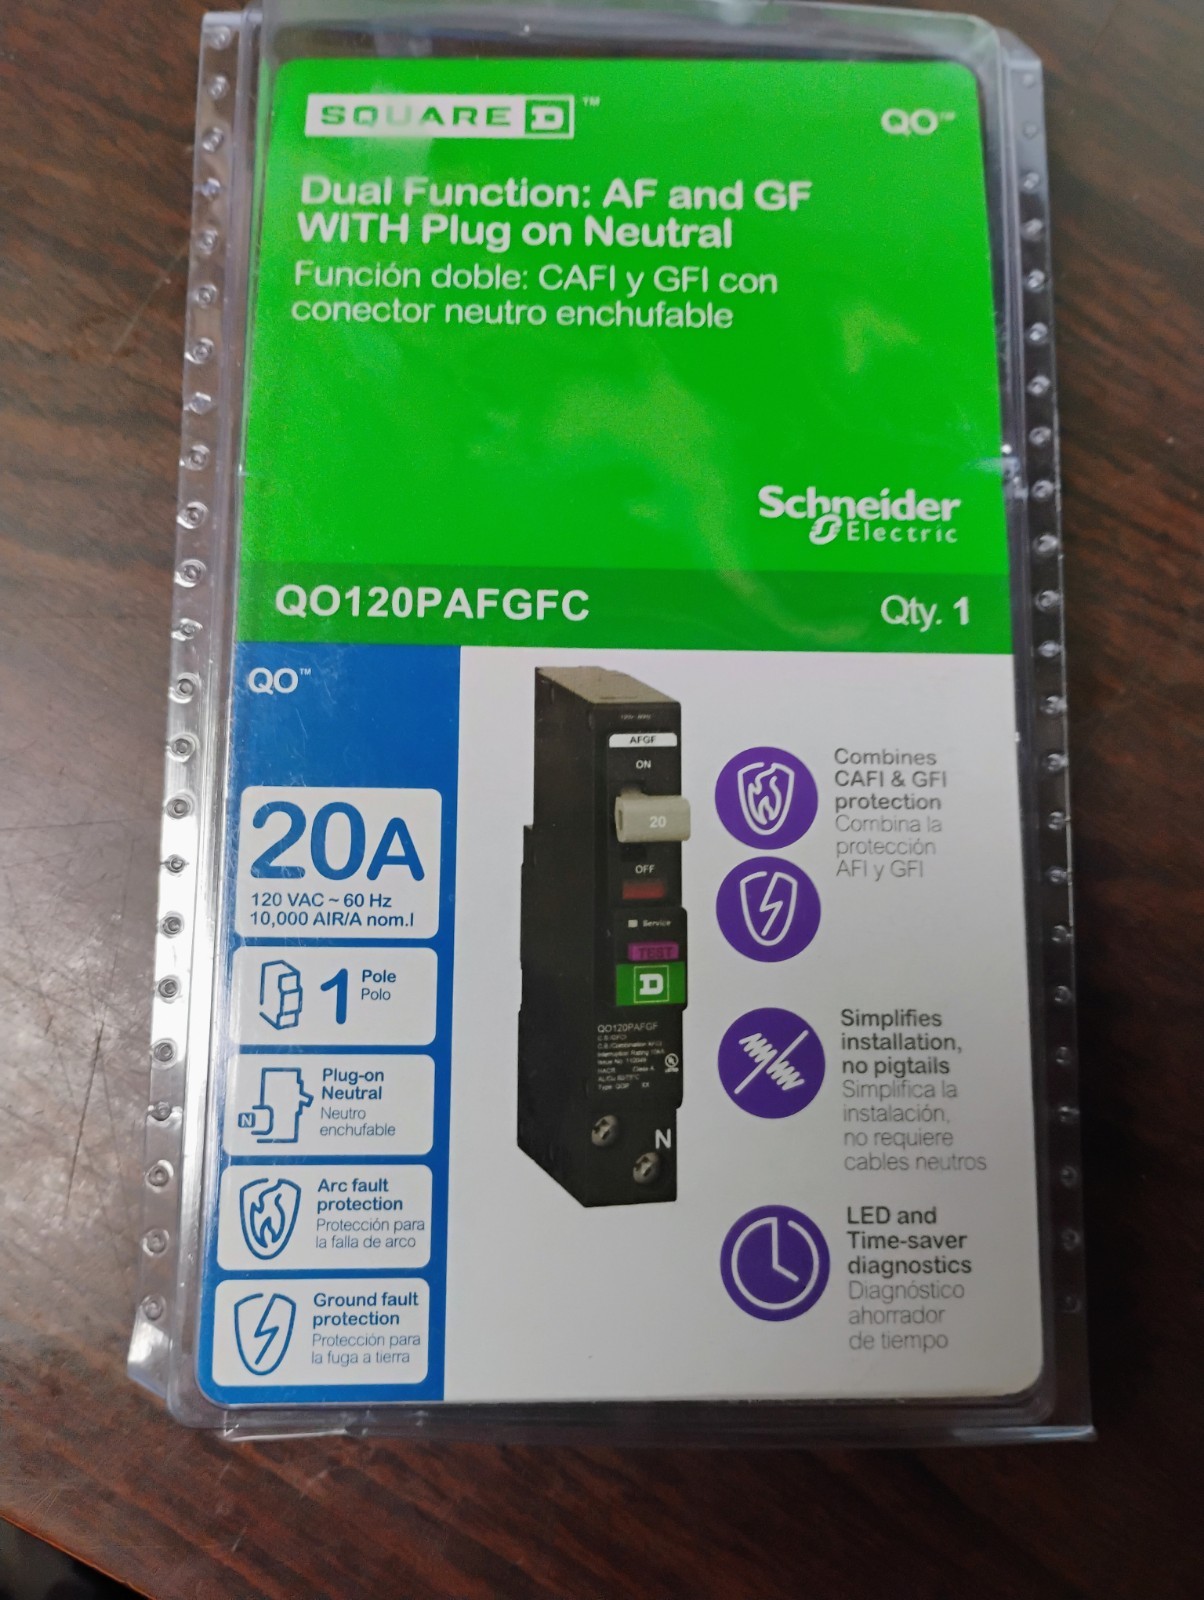 SQUARE D™
QO™
Dual Function: AF and GF
WITH Plug on Neutral
Función doble: CAFI y GFI con
conector neutro enchufable
Schneider
Electric
QO120PAFGFC
Qty. 1
QO™
20A
120 VAC ~ 60 Hz
10,000 AIR/A nom.I
1 Pole
Polo
N
Plug-on
Neutral
Neutro
enchufable
Arc fault
protection
Protección para
la falla de arco
Ground fault
protection
Protección para
la fuga a tierra
AFGF
ON
20
OFF
Service
TEST
D
QO120PAFGF
N
Combines
CAFI & GFI
protection
Combina la
protección
AFI y GFI
Simplifies
installation,
no pigtails
Simplifica la
instalación,
no requiere
cables neutros
LED and
Time-saver
diagnostics
Diagnóstico
ahorrador
de tiempo